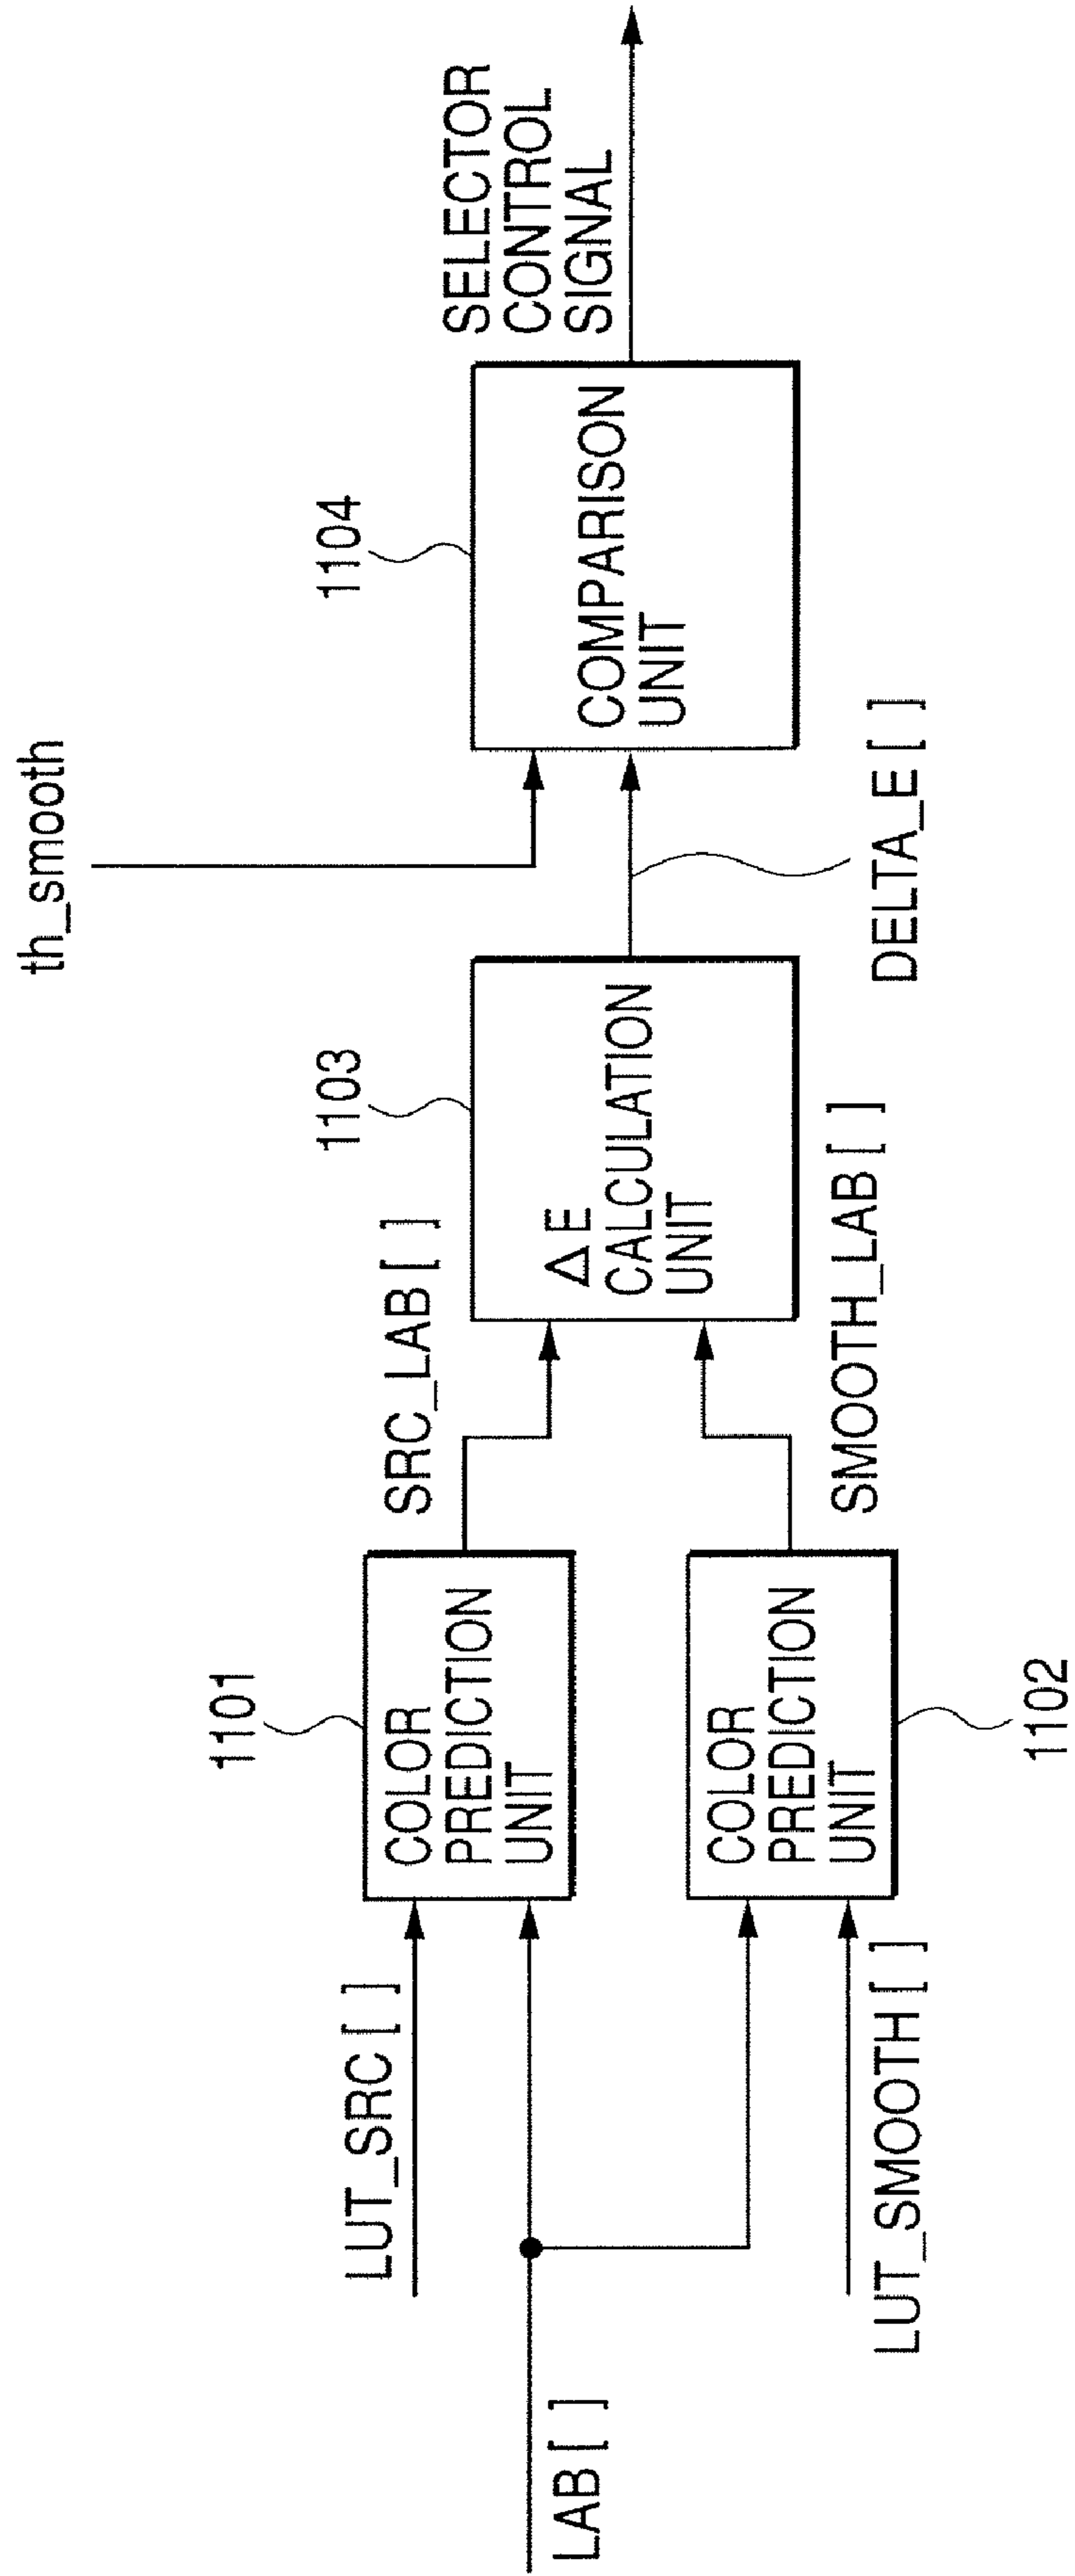 th_smooth
SELECTOR
CONTROL
SIGNAL
1104
COMPARISON
UNIT
DELTA_E [ ]
1103
Δ E
CALCULATION
UNIT
SRC_LAB [ ]
SMOOTH_LAB [ ]
1101
COLOR
PREDICTION
UNIT
1102
COLOR
PREDICTION
UNIT
LUT_SRC [ ]
LUT_SMOOTH [ ]
LAB [ ]